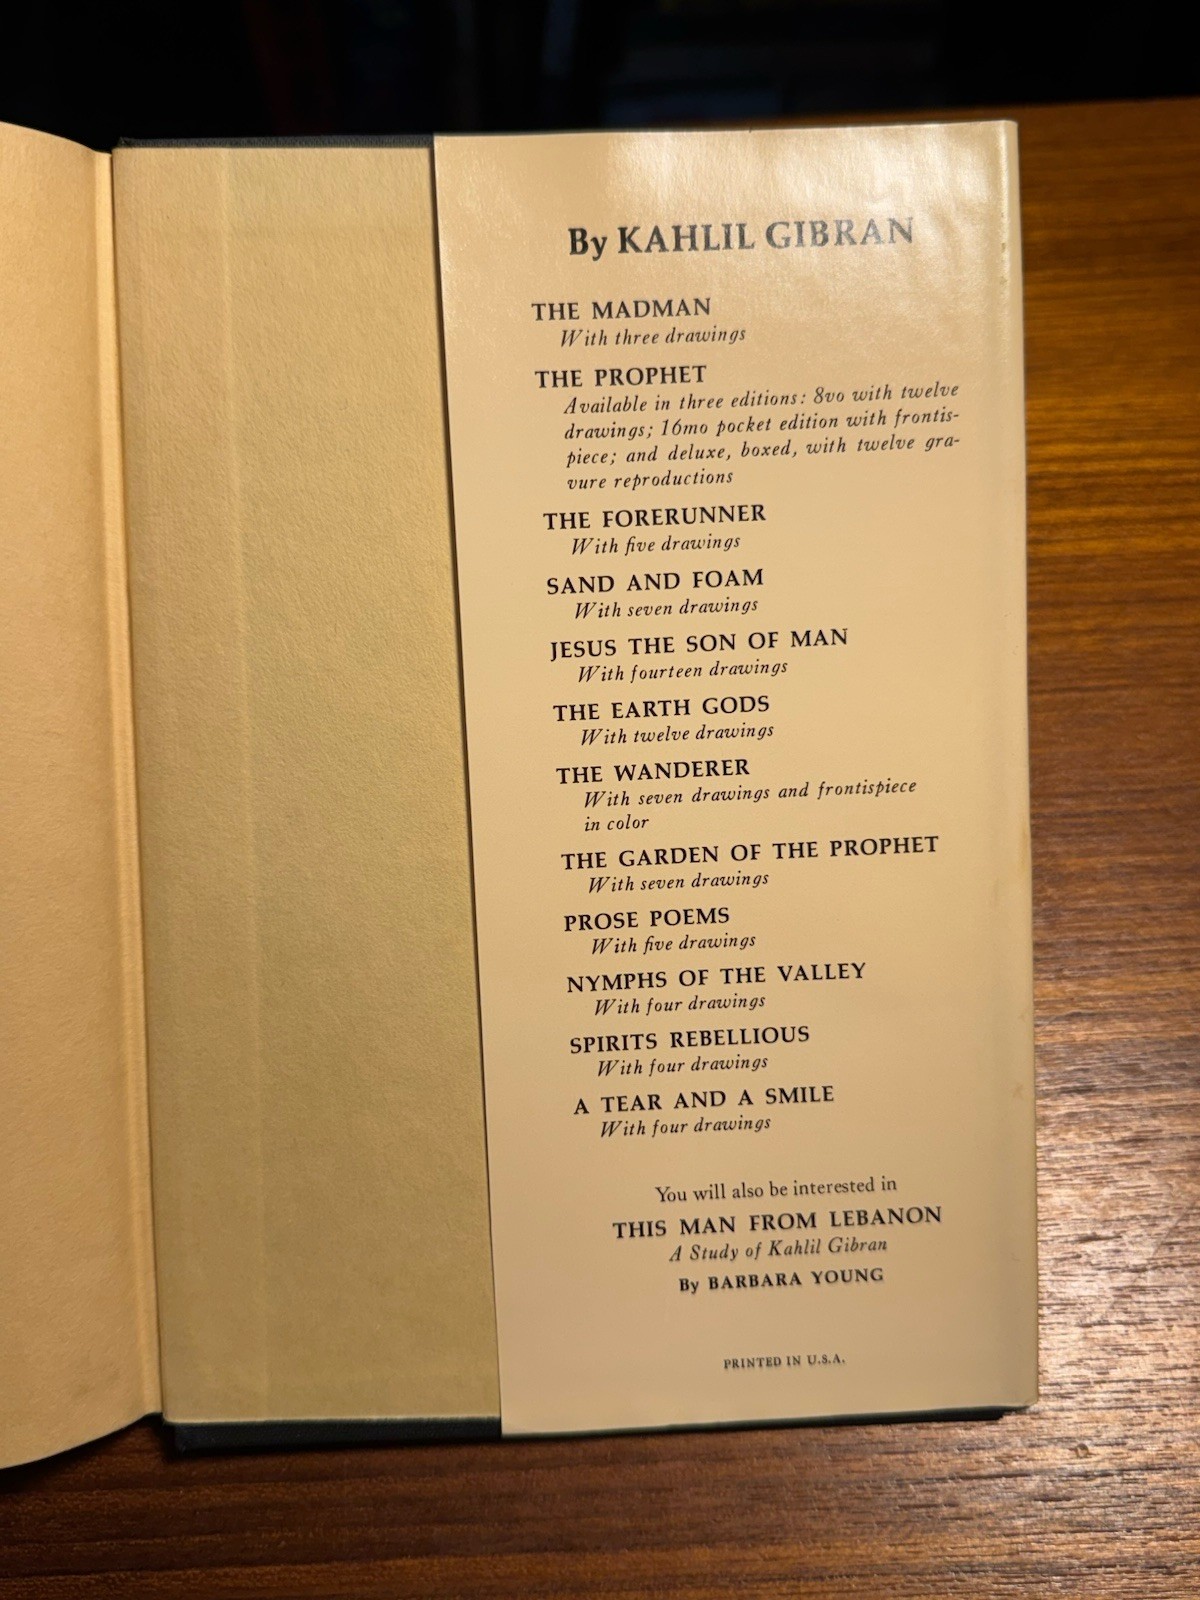 By KAHLIL GIBRAN
THE MADMAN
With three drawings
THE PROPHET
Available in three editions: 8vo with twelve
drawings; 16mo pocket edition with frontis-
piece; and deluxe, boxed, with twelve gra-
vure reproductions
THE FORERUNNER
With five drawings
SAND AND FOAM
With seven drawings
JESUS THE SON OF MAN
With fourteen drawings
THE EARTH GODS
With twelve drawings
THE WANDERER
With seven drawings and frontispiece
in color
THE GARDEN OF THE PROPHET
With seven drawings
PROSE POEMS
With five drawings
NYMPHS OF THE VALLEY
With four drawings
SPIRITS REBELLIOUS
With four drawings
A TEAR AND A SMILE
With four drawings
You will also be interested in
THIS MAN FROM LEBANON
A Study of Kahlil Gibran
By BARBARA YOUNG
PRINTED IN U.S.A.